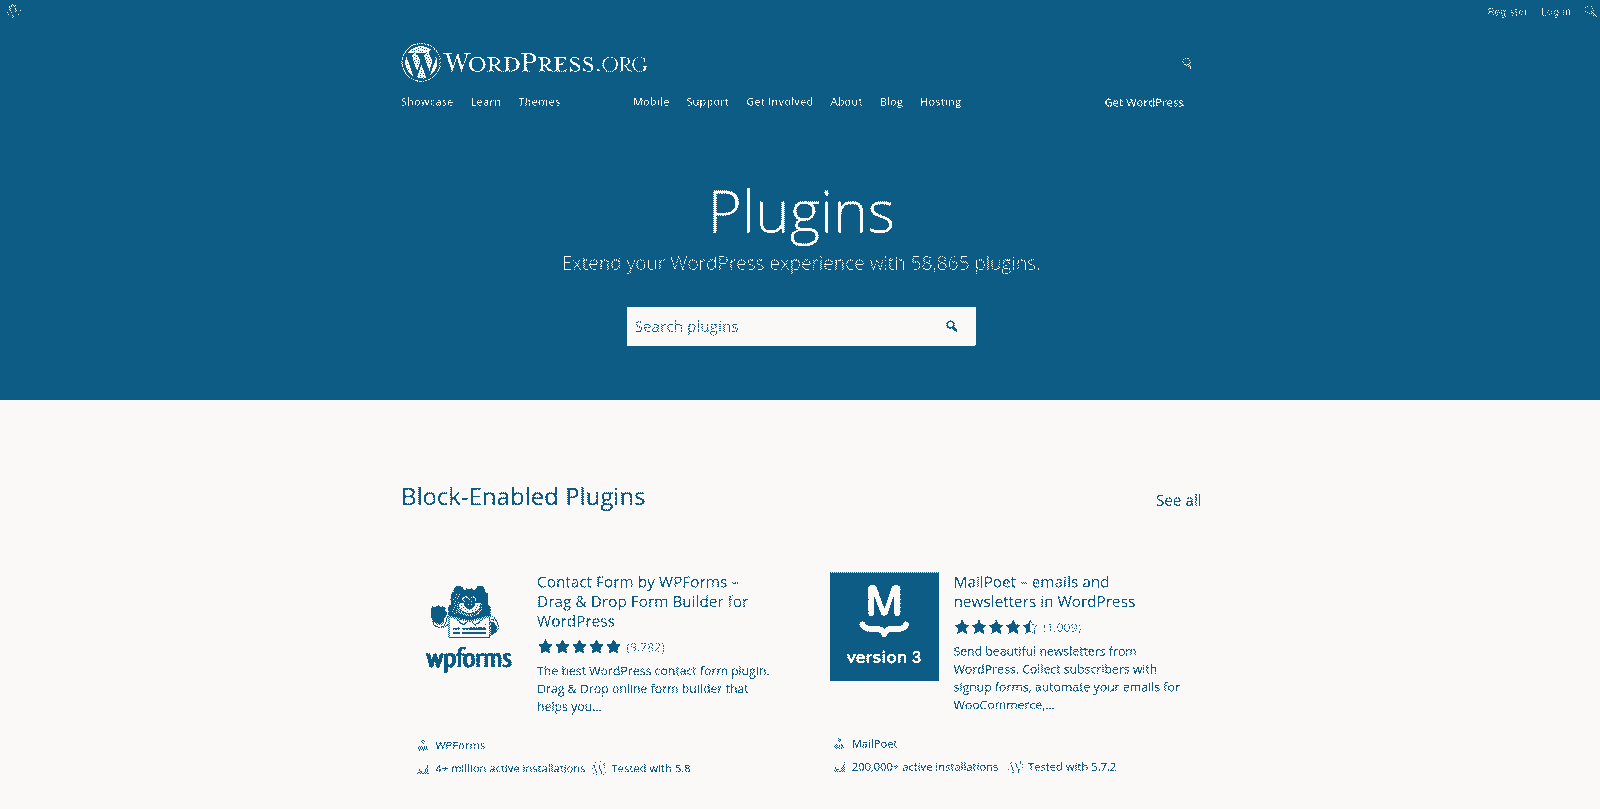 Register Log in
WORDPRESS.ORG
Showcase Learn Themes Mobile Support Get Involved About Blog Hosting Get WordPress
Plugins
Extend your WordPress experience with 58,865 plugins.
Search plugins
Block-Enabled Plugins See all
wpforms
Contact Form by WPForms –
Drag & Drop Form Builder for
WordPress
(9,782)
The best WordPress contact form plugin.
Drag & Drop online form builder that
helps you…
WPForms
4+ million active installations Tested with 5.8
M
version 3
MailPoet – emails and
newsletters in WordPress
(1,009)
Send beautiful newsletters from
WordPress. Collect subscribers with
signup forms, automate your emails for
WooCommerce,…
MailPoet
200,000+ active installations Tested with 5.7.2